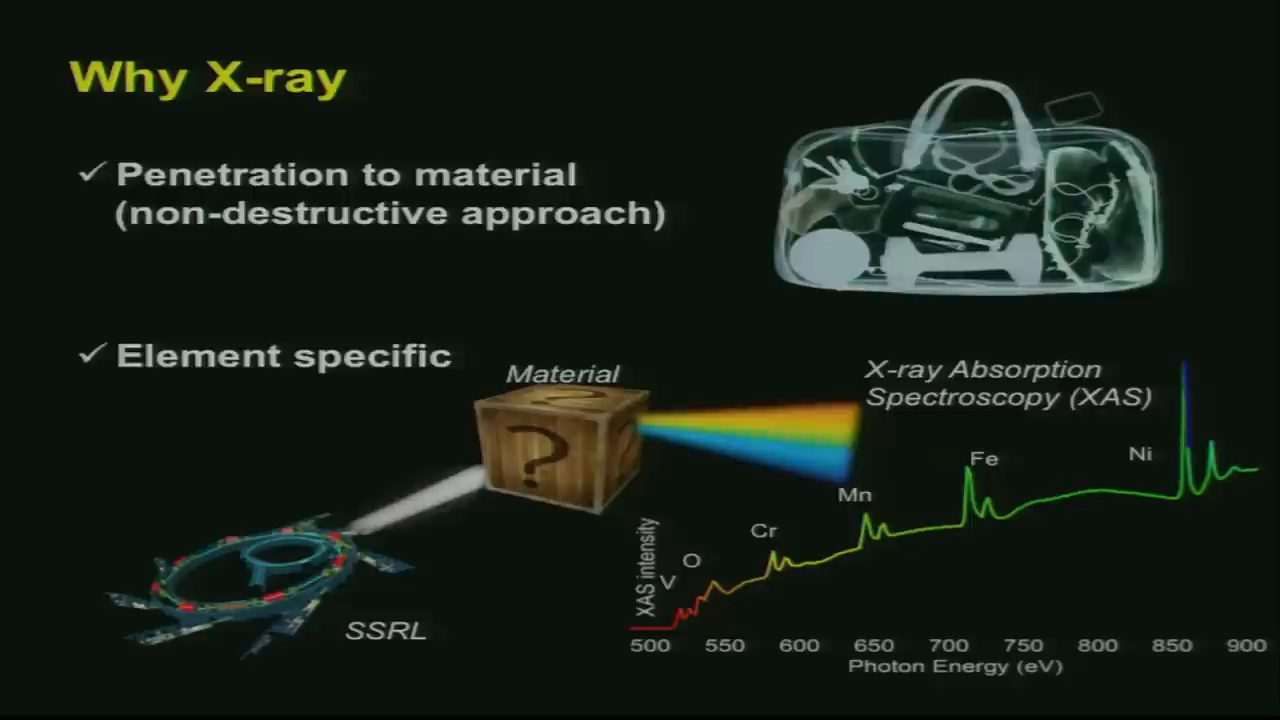 Why X-ray
✓ Penetration to material
(non-destructive approach)
✓ Element specific
Material
?
2
?
SSRL
X-ray Absorption
Spectroscopy (XAS)
XAS intensity
V
O
Cr
Mn
Fe
Ni
500 550 600 650 700 750 800 850 900
Photon Energy (eV)